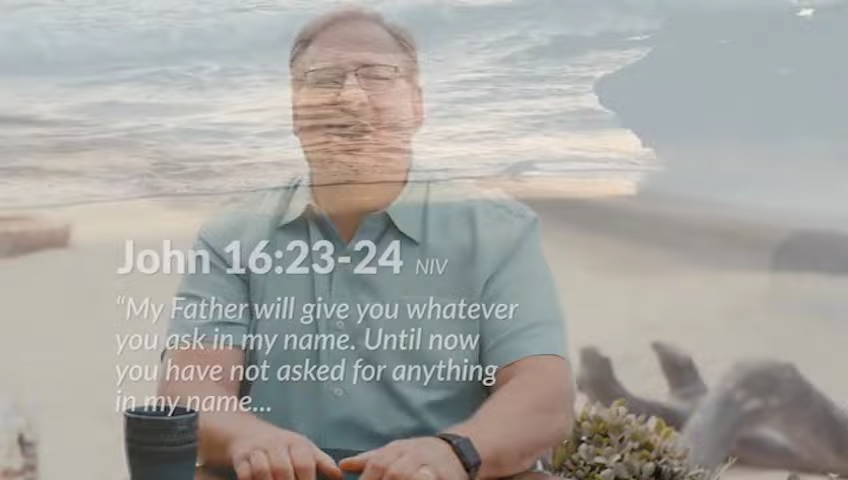 John 16:23-24 NIV
“My Father will give you whatever
you ask in my name. Until now
you have not asked for anything
in my name...